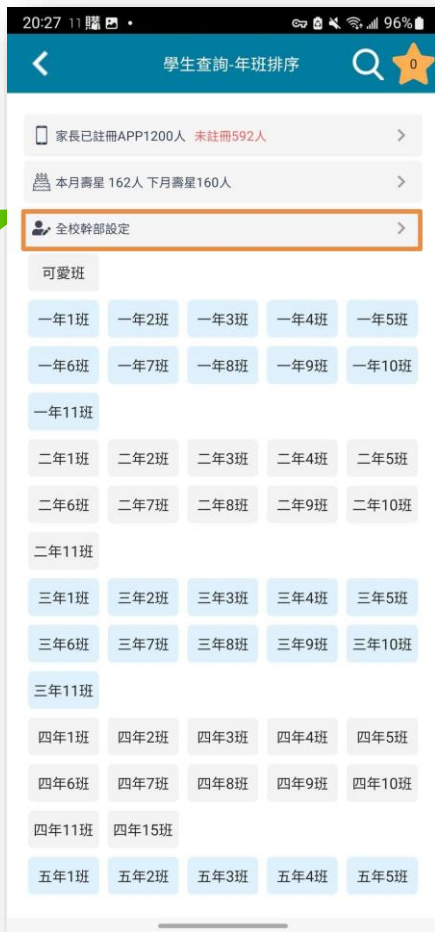 20:27 11 購 96%
學生查詢-年班排序 0
家長已註冊APP1200人 未註冊592人
本月壽星 162人 下月壽星160人
全校幹部設定
可愛班
一年1班 一年2班 一年3班 一年4班 一年5班
一年6班 一年7班 一年8班 一年9班 一年10班
一年11班
二年1班 二年2班 二年3班 二年4班 二年5班
二年6班 二年7班 二年8班 二年9班 二年10班
二年11班
三年1班 三年2班 三年3班 三年4班 三年5班
三年6班 三年7班 三年8班 三年9班 三年10班
三年11班
四年1班 四年2班 四年3班 四年4班 四年5班
四年6班 四年7班 四年8班 四年9班 四年10班
四年11班 四年15班
五年1班 五年2班 五年3班 五年4班 五年5班